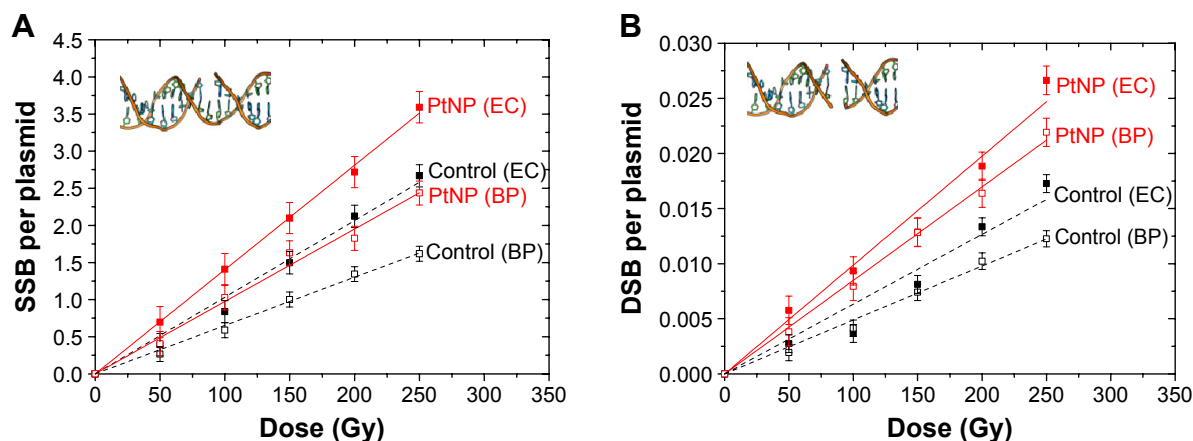 A
SSB per plasmid
4.5
4.0
3.5
3.0
2.5
2.0
1.5
1.0
0.5
0.0
PtNP (EC)
Control (EC)
PtNP (BP)
Control (BP)
0 50 100 150 200 250 300 350
Dose (Gy)
B
DSB per plasmid
0.030
0.025
0.020
0.015
0.010
0.005
0.000
PtNP (EC)
PtNP (BP)
Control (EC)
Control (BP)
0 50 100 150 200 250 300 350
Dose (Gy)